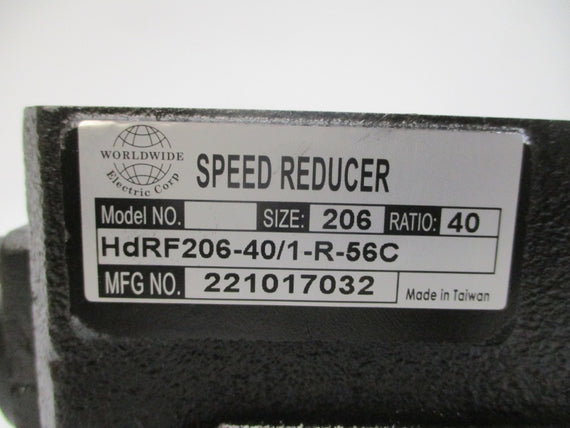 WORLDWIDE
Electric Corp
SPEED REDUCER
Model NO. SIZE: 206 RATIO: 40
HdRF206-40/1-R-56C
MFG NO. 221017032
Made in Taiwan